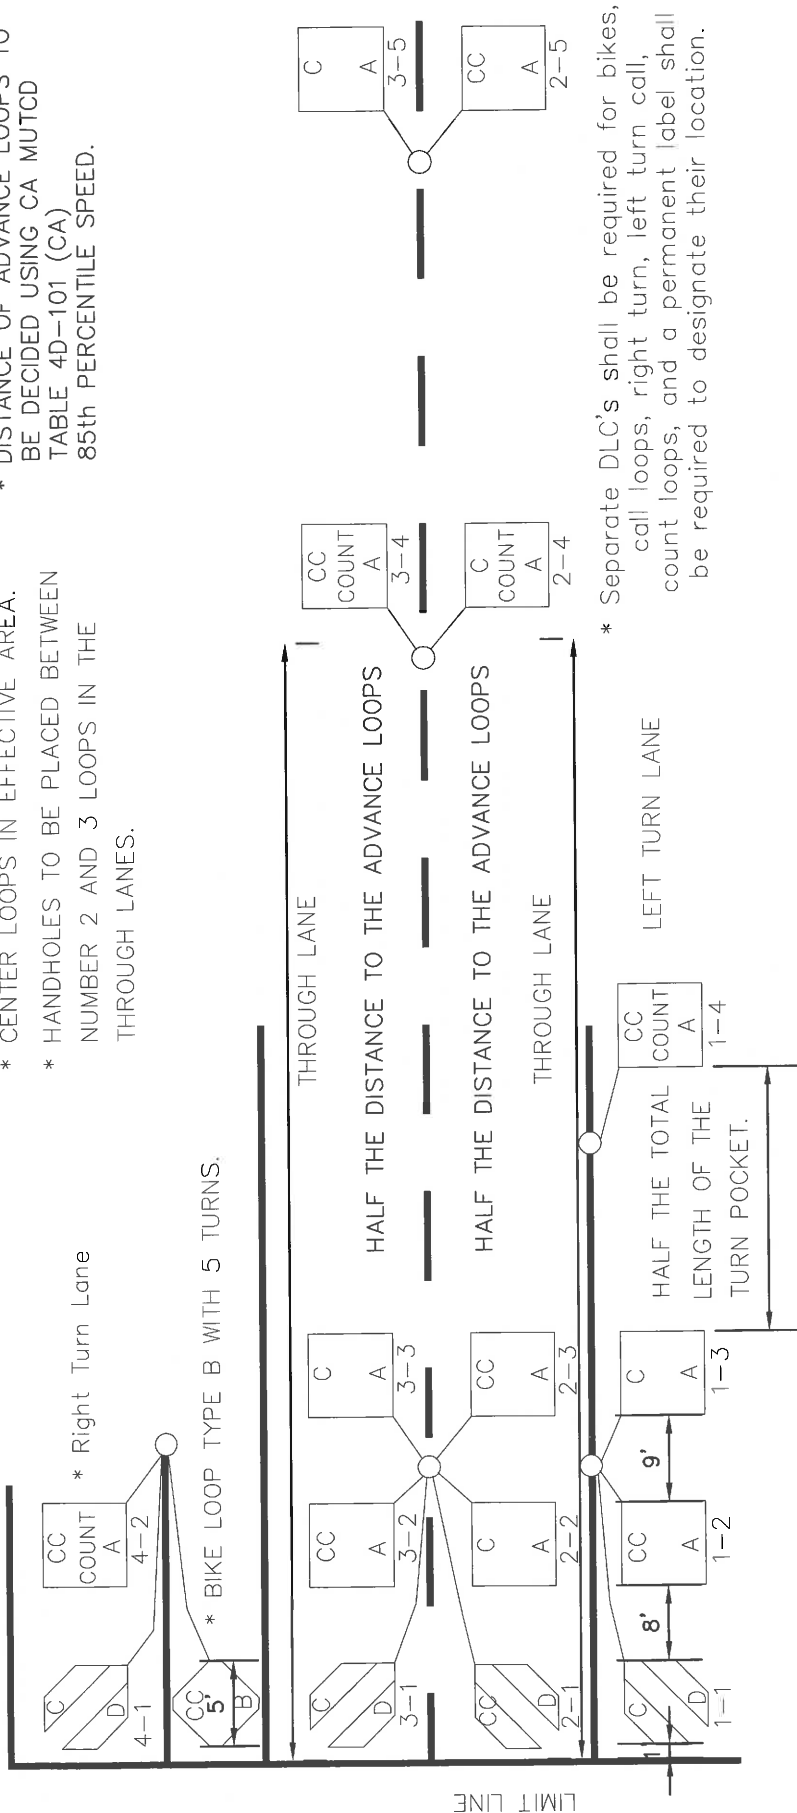 * DISTANCE OF ADVANCE LOOPS TO
BE DECIDED USING CA MUTCD
TABLE 4D-101 (CA)
85th PERCENTILE SPEED.
* CENTER LOOPS IN EFFECTIVE AREA.
* HANDHOLES TO BE PLACED BETWEEN
NUMBER 2 AND 3 LOOPS IN THE
THROUGH LANES.
* Right Turn Lane
CC
COUNT
A
4-2
C
D
4-1
CC
5'
B
* BIKE LOOP TYPE B WITH 5 TURNS.
THROUGH LANE
HALF THE DISTANCE TO THE ADVANCE LOOPS
HALF THE DISTANCE TO THE ADVANCE LOOPS
THROUGH LANE
C
D
3-1
CC
A
3-2
C
A
3-3
CC
COUNT
A
3-4
C
A
3-5
CC
D
2-1
C
A
2-2
CC
A
2-3
C
COUNT
A
2-4
CC
A
2-5
LEFT TURN LANE
C
D
1-1
CC
A
1-2
C
A
1-3
CC
COUNT
A
1-4
1'
8'
9'
HALF THE TOTAL
LENGTH OF THE
TURN POCKET.
LIMIT LINE
* Separate DLC's shall be required for bikes,
call loops, right turn, left turn call,
count loops, and a permanent label shall
be required to designate their location.